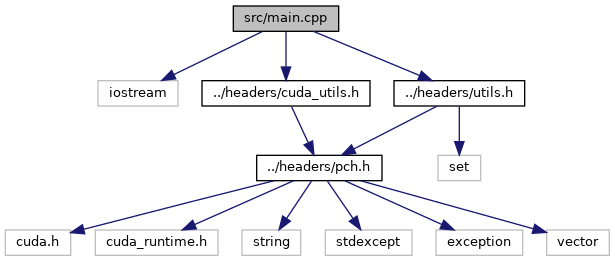 src/main.cpp
iostream
../headers/cuda_utils.h
../headers/utils.h
../headers/pch.h
set
cuda.h
cuda_runtime.h
string
stdexcept
exception
vector